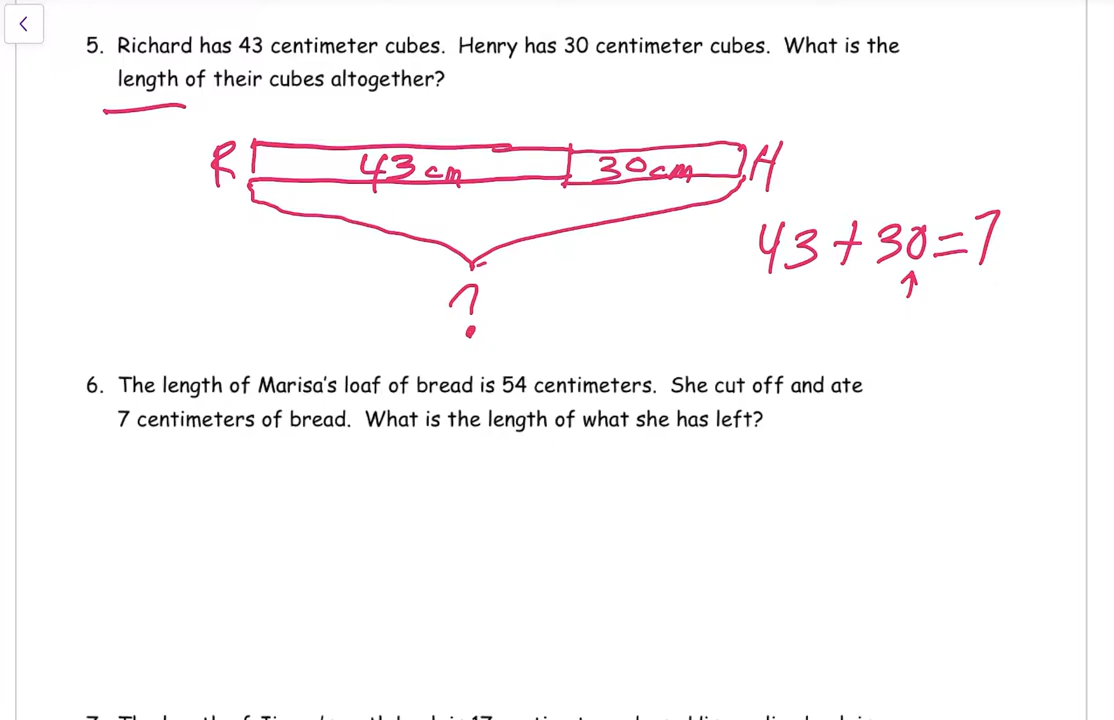 5. Richard has 43 centimeter cubes. Henry has 30 centimeter cubes. What is the
length of their cubes altogether?
R 43 cm 30 cm H
43 + 30 = 7
?
6. The length of Marisa's loaf of bread is 54 centimeters. She cut off and ate
7 centimeters of bread. What is the length of what she has left?